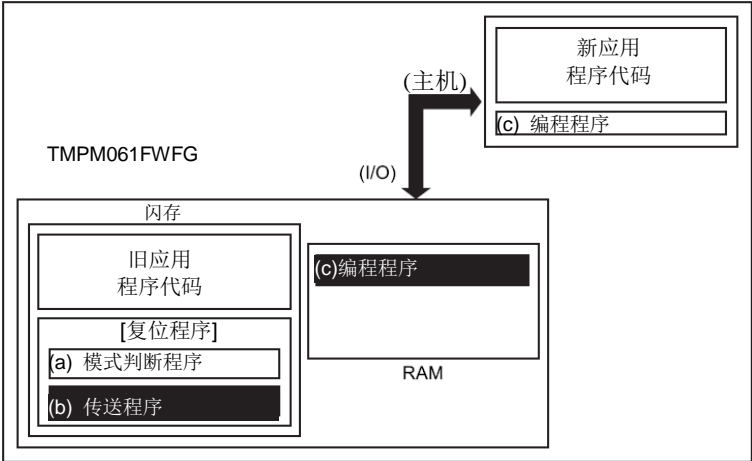 新应用
程序代码
(主机)
(c) 编程程序
TMPM061FWFG
(I/O)
闪存
旧应用
程序代码
(c)编程程序
[复位程序]
(a) 模式判断程序
RAM
(b) 传送程序